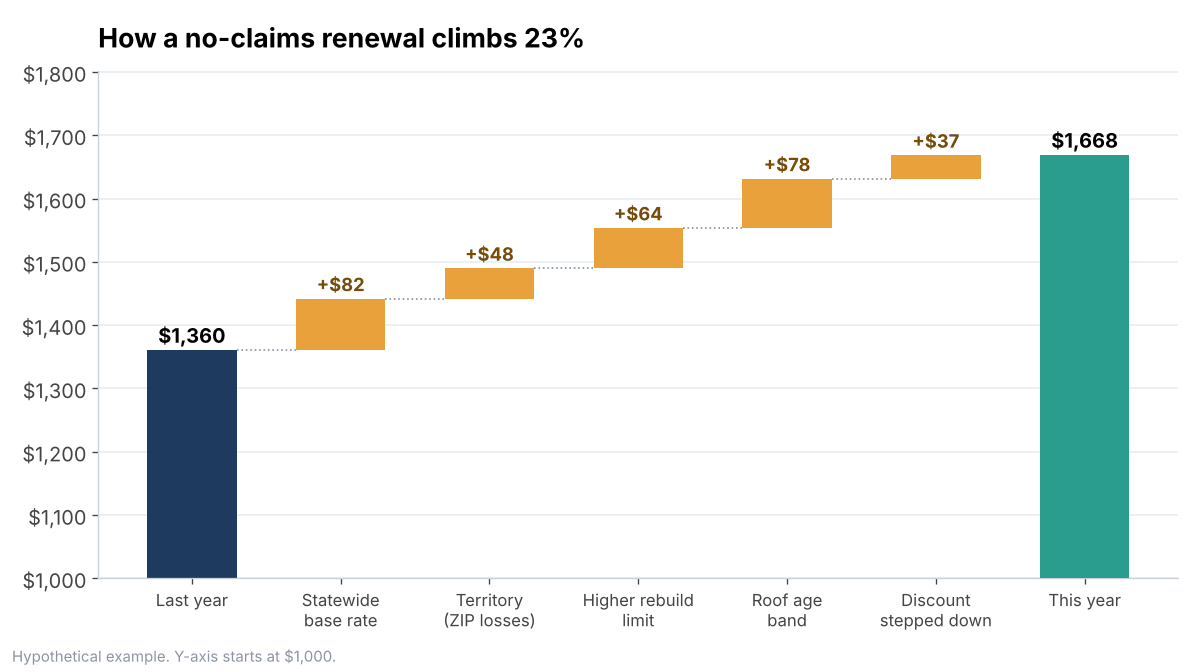 How a no-claims renewal climbs 23%
$1,800
$1,700
$1,600
$1,500
$1,400
$1,300
$1,200
$1,100
$1,000
$1,360
+$82
+$48
+$64
+$78
+$37
$1,668
Last year
Statewide
base rate
Territory
(ZIP losses)
Higher rebuild
limit
Roof age
band
Discount
stepped down
This year
Hypothetical example. Y-axis starts at $1,000.